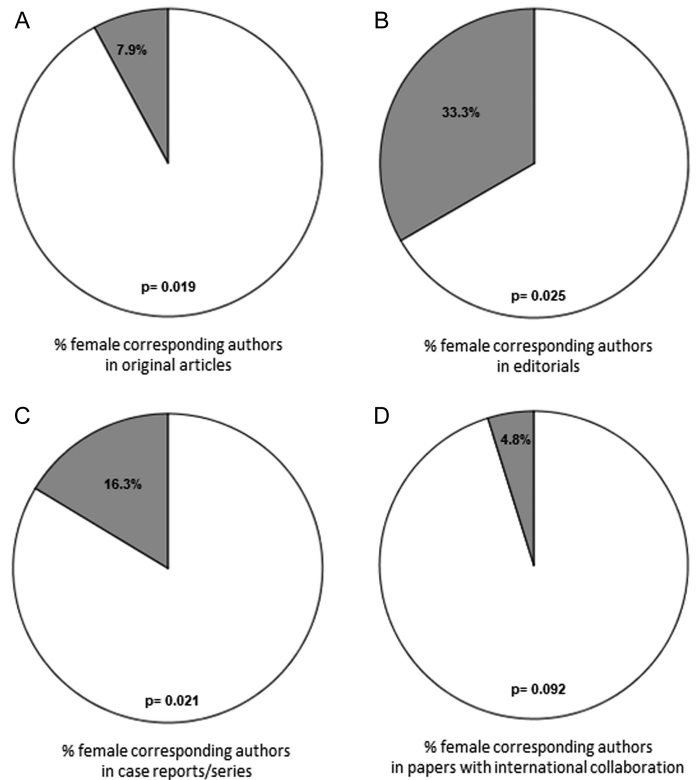 A
7.9%
p= 0.019
% female corresponding authors
in original articles
B
33.3%
p= 0.025
% female corresponding authors
in editorials
C
16.3%
p= 0.021
% female corresponding authors
in case reports/series
D
4.8%
p= 0.092
% female corresponding authors
in papers with international collaboration